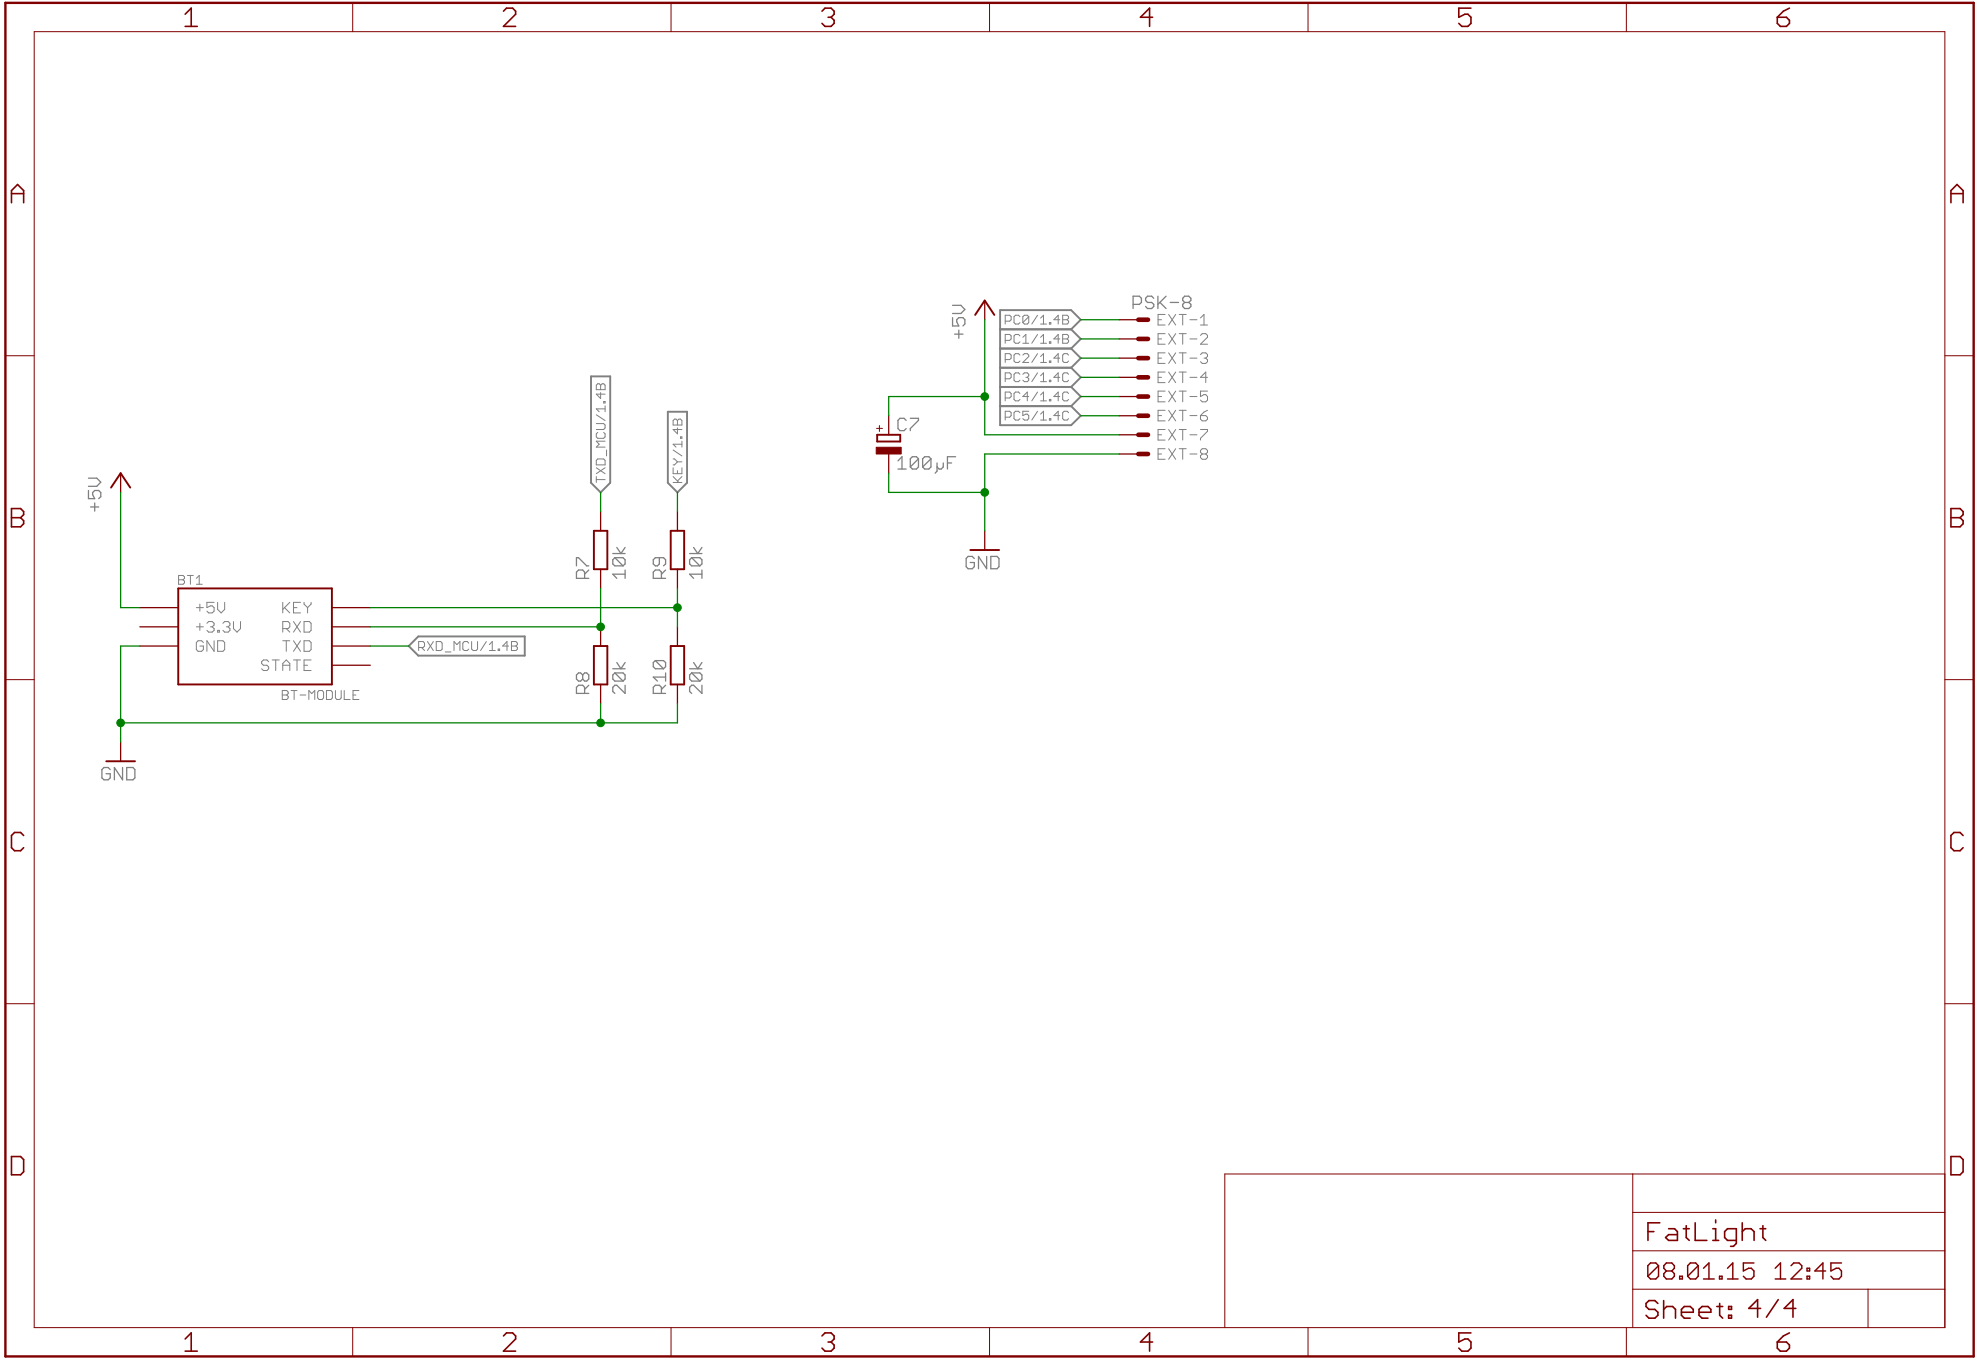 1 2 3 4 5 6
A A
PSK-8
+5V
PC0/1.4B EXT-1
PC1/1.4B EXT-2
PC2/1.4C EXT-3
PC3/1.4C EXT-4
PC4/1.4C EXT-5
PC5/1.4C EXT-6
EXT-7
EXT-8
+ C7
100µF
GND
TXD_MCU/1.4B
KEY/1.4B
+5V
B B
R7 10k
R9 10k
BT1
+5V KEY
+3.3V RXD
GND TXD
STATE
BT-MODULE
RXD_MCU/1.4B
R8 20k
R10 20k
GND
C C
D D
FatLight
08.01.15 12:45
Sheet: 4/4
1 2 3 4 5 6